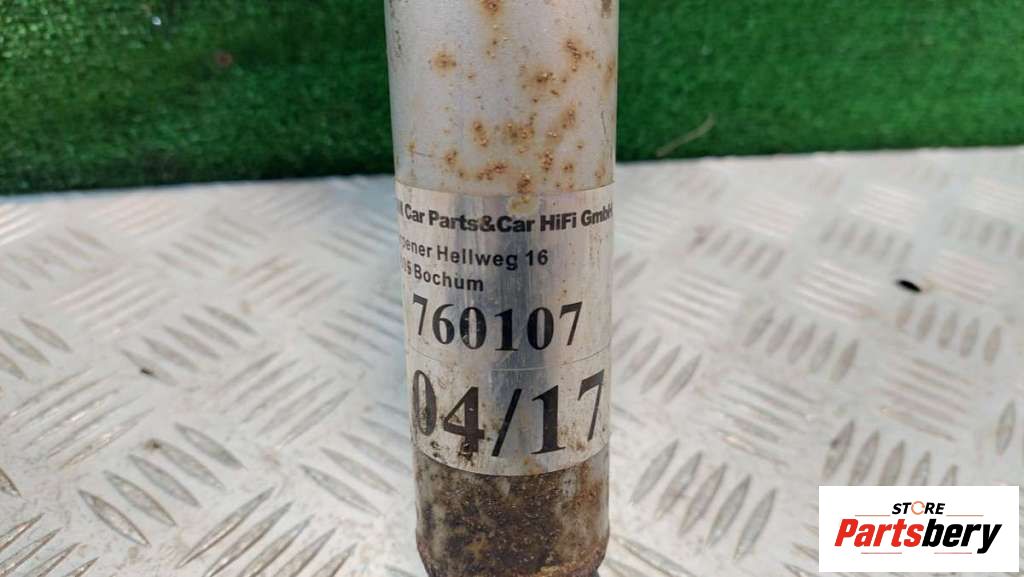 Car Parts&Car HiFi GmbH
Hellweg 16
Bochum
760107
04/17
STORE
Partsbery